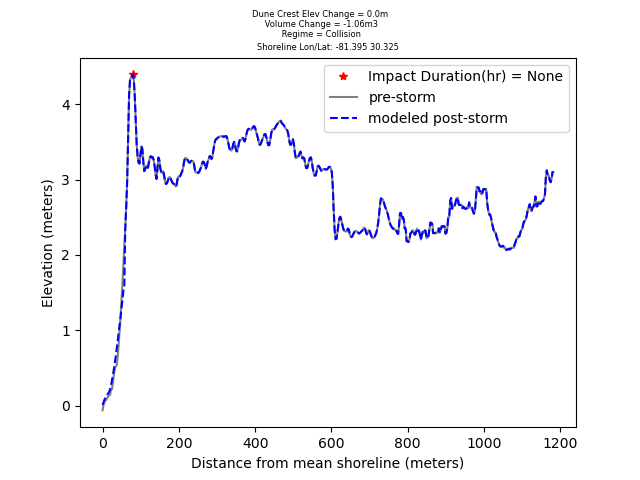 Dune Crest Elev Change = 0.0m
Volume Change = -1.06m3
Regime = Collision
Shoreline Lon/Lat: -81.395 30.325
Impact Duration(hr) = None
pre-storm
modeled post-storm
Elevation (meters)
4
3
2
1
0
0 200 400 600 800 1000 1200
Distance from mean shoreline (meters)